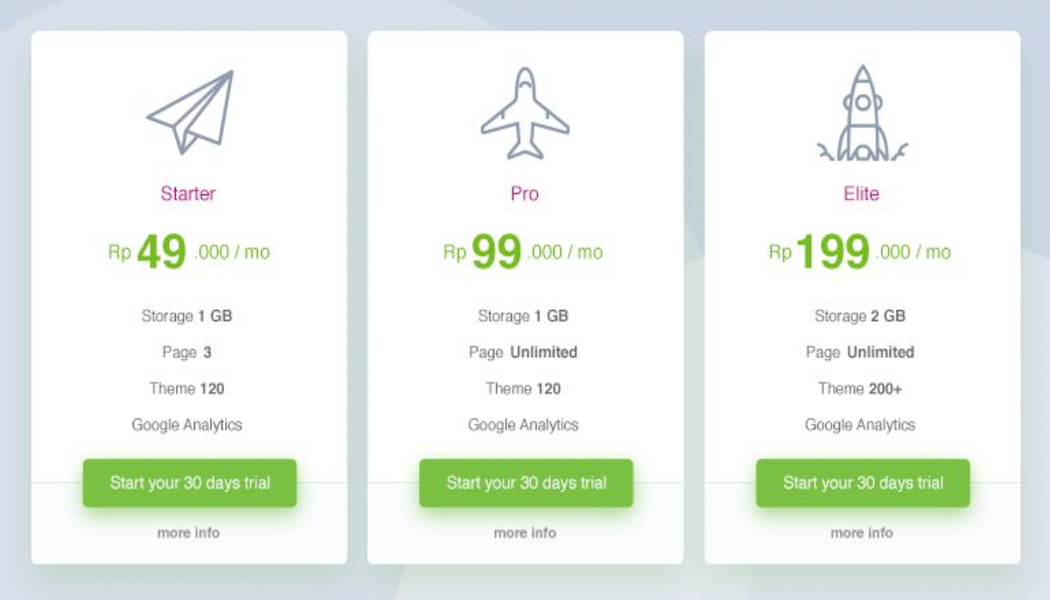 Starter
Rp 49 .000 / mo
Storage 1 GB
Page 3
Theme 120
Google Analytics
Start your 30 days trial
more info
Pro
Rp 99 .000 / mo
Storage 1 GB
Page Unlimited
Theme 120
Google Analytics
Start your 30 days trial
more info
Elite
Rp 199 .000 / mo
Storage 2 GB
Page Unlimited
Theme 200+
Google Analytics
Start your 30 days trial
more info